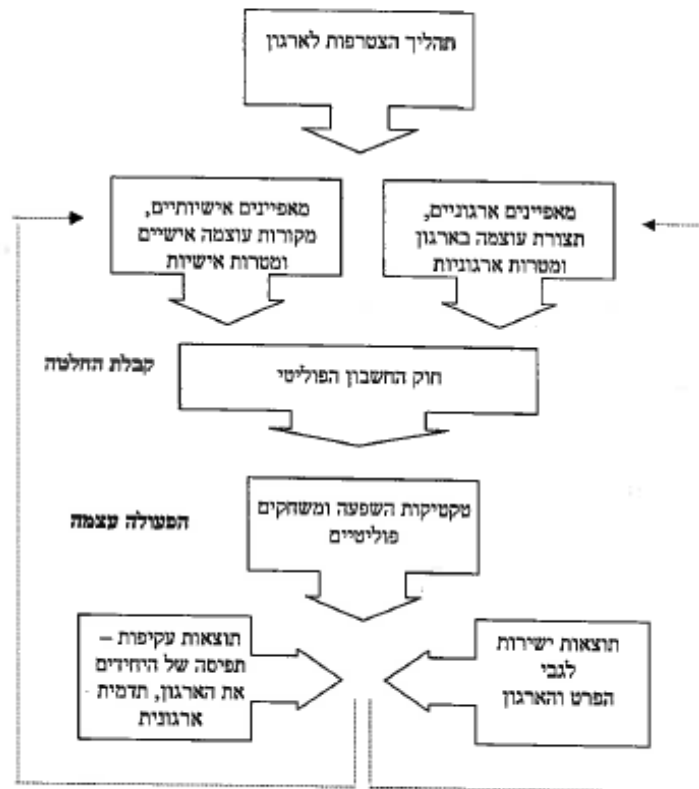 תהליך הצטרפות לארגון
מאפיינים ארגוניים,
תצורת עוצמה בארגון
ומטרות ארגוניות
מאפיינים אישיותיים,
מקורות עוצמה אישיים
ומטרות אישיות
קבלת החלטה
חוק החשבון הפוליטי
הפעולה עצמה
טקטיקות השפעה ומשחקים
פוליטיים
תוצאות ישירות
לגבי
הפרט והארגון
תוצאות עקיפות –
תפיסה של היחידים
את הארגון, תדמית
ארגונית